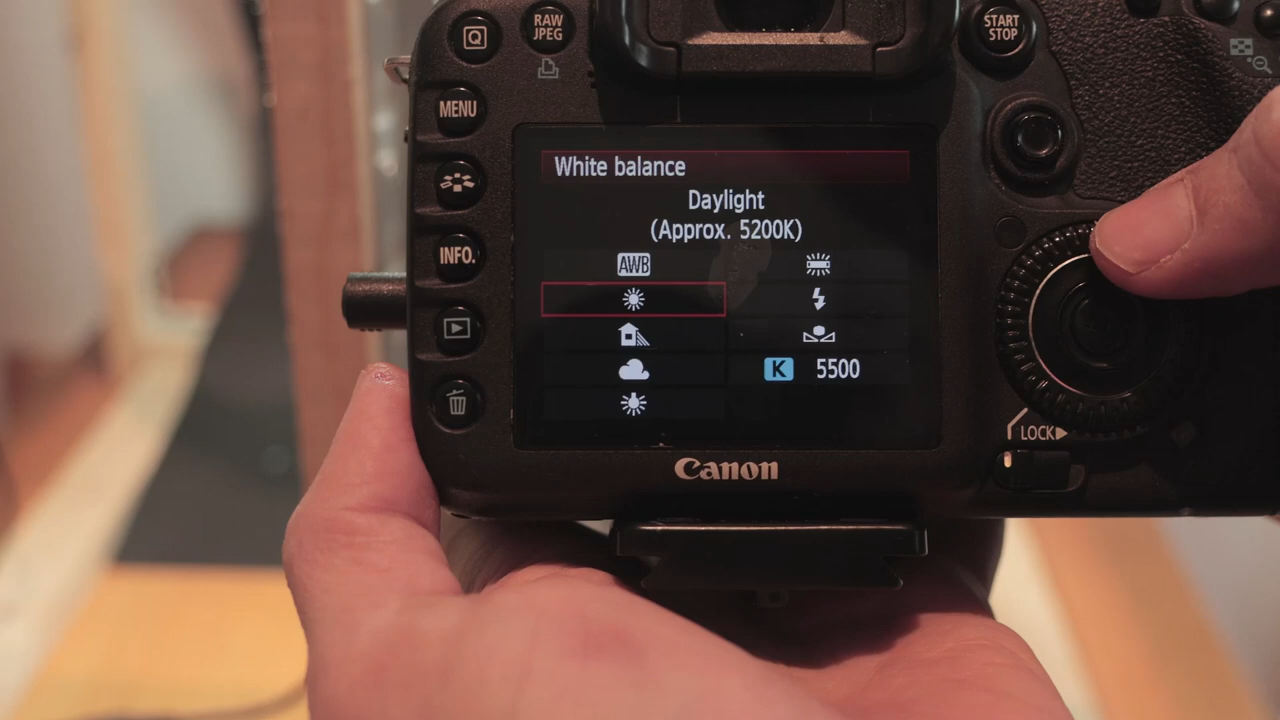 Q
RAW
JPEG
START
STOP
MENU
INFO.
White balance
Daylight
(Approx. 5200K)
AWB
K 5500
LOCK
Canon